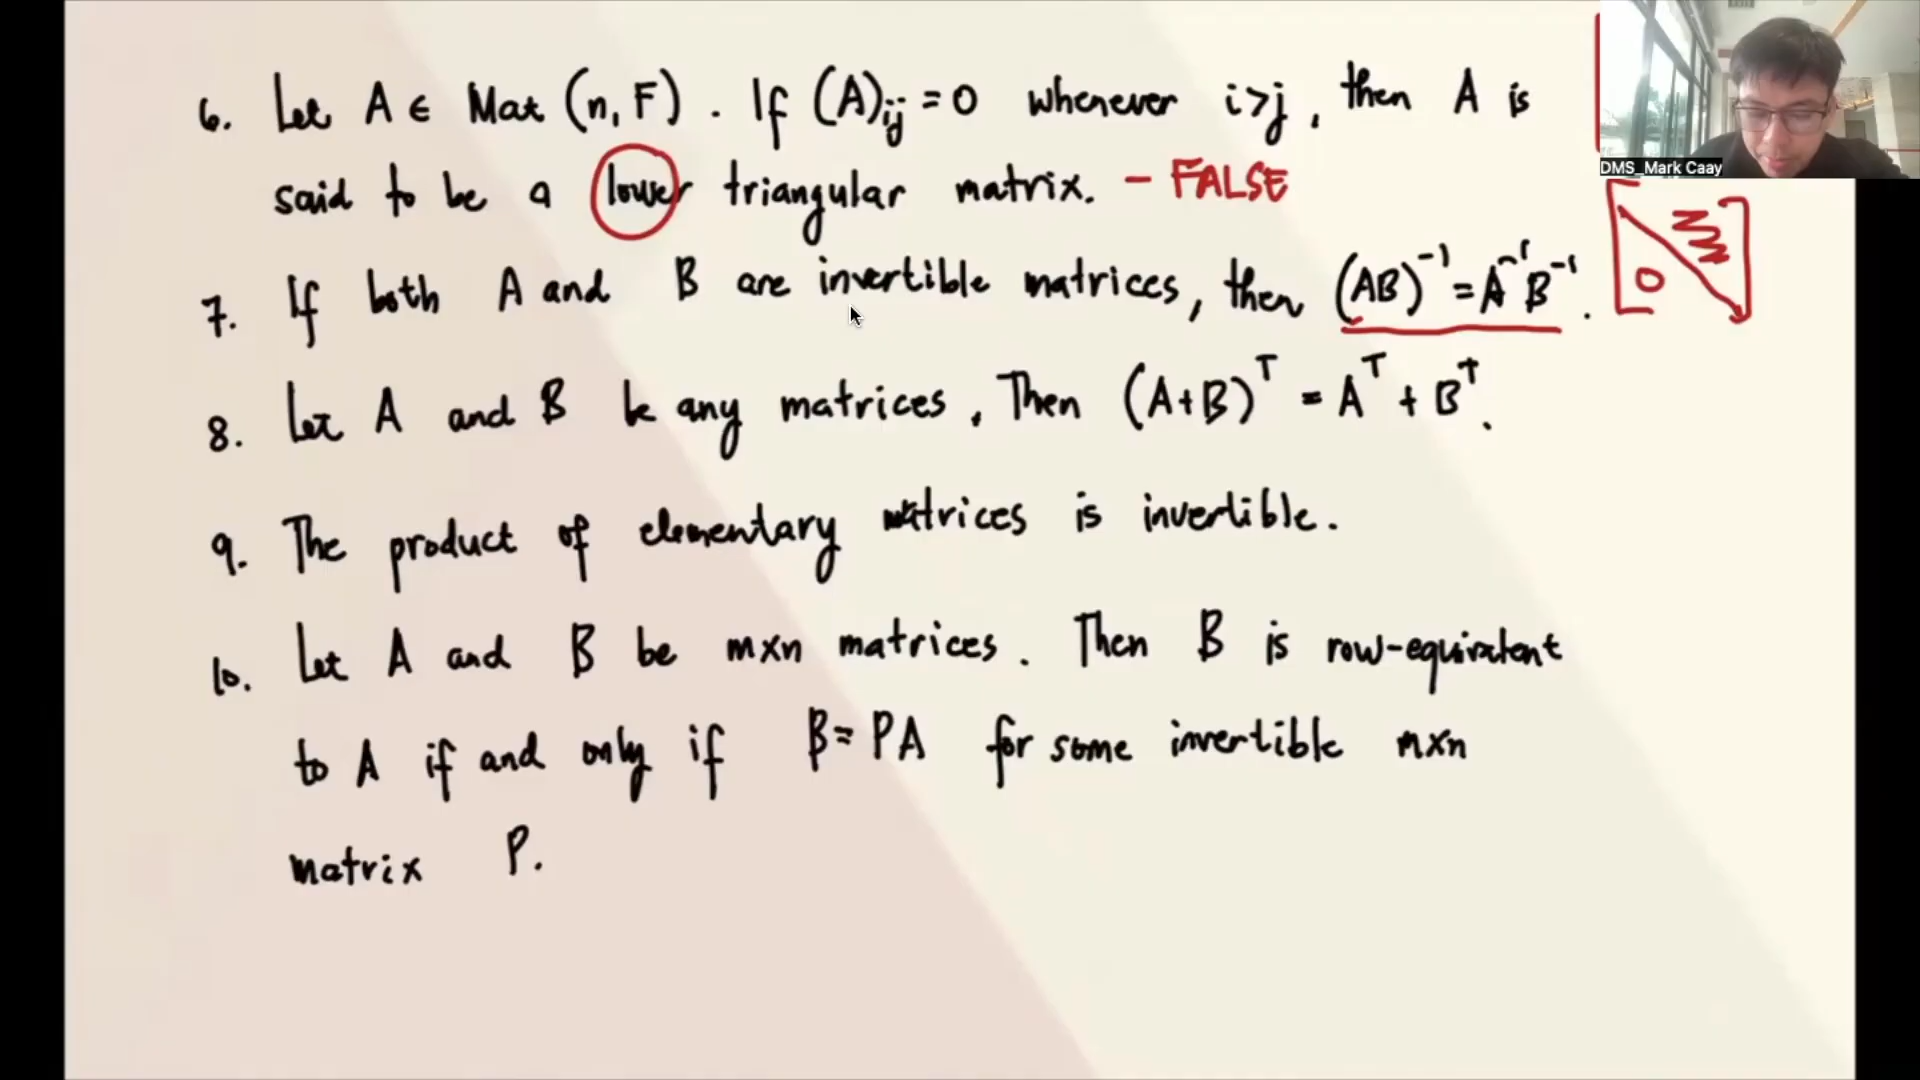 6. Let A ∈ Mat (n, F). If (A)ij = 0 whenever i>j, then A is
said to be a lower triangular matrix. - FALSE
7. If both A and B are invertible matrices, then (AB)⁻¹ = A⁻¹B⁻¹.
8. Let A and B be any matrices. Then (A+B)ᵀ = Aᵀ + Bᵀ.
9. The product of elementary matrices is invertible.
10. Let A and B be mxn matrices. Then B is row-equivalent
to A if and only if B = PA for some invertible mxn
matrix P.
DMS_Mark Caay
0